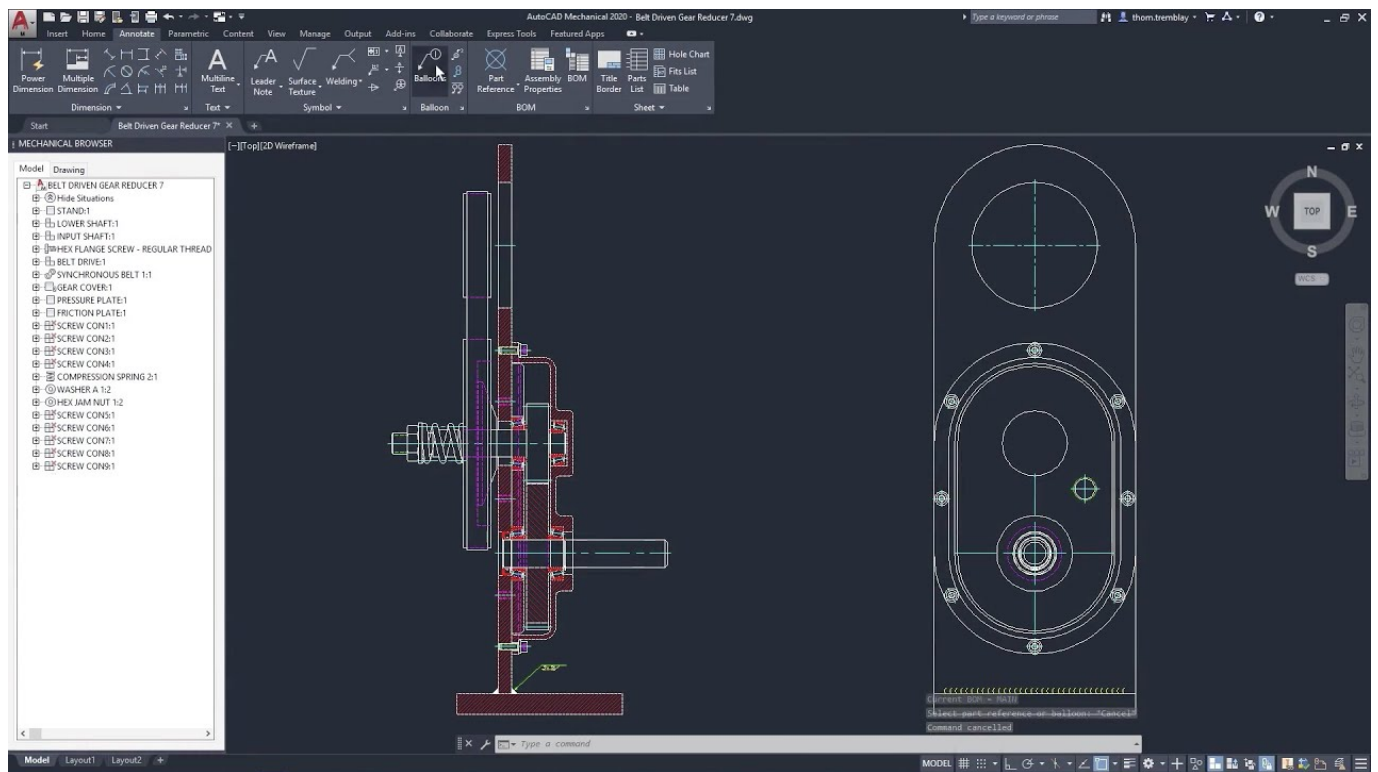 AutoCAD Mechanical 2020 - Belt Driven Gear Reducer 7.dwg
Type a keyword or phrase
thom.tremblay
Insert Home Annotate Parametric Content View Manage Output Add-ins Collaborate Express Tools Featured Apps
Power Dimension
Multiple Dimension
Multiline Text
Leader Note
Surface Texture
Welding
Balloons
Part Reference
Assembly Properties
BOM
Title Border
Parts List
Hole Chart
Fits List
Table
Dimension Text Symbol Balloon BOM Sheet
Start Belt Driven Gear Reducer 7*
MECHANICAL BROWSER
[−][Top][2D Wireframe]
Model Drawing
BELT DRIVEN GEAR REDUCER 7
Hide Situations
STAND:1
LOWER SHAFT:1
INPUT SHAFT:1
HEX FLANGE SCREW - REGULAR THREAD
BELT DRIVE:1
SYNCHRONOUS BELT 1:1
GEAR COVER:1
PRESSURE PLATE:1
FRICTION PLATE:1
SCREW CON1:1
SCREW CON2:1
SCREW CON3:1
SCREW CON4:1
COMPRESSION SPRING 2:1
WASHER A 1:2
HEX JAM NUT 1:2
SCREW CON5:1
SCREW CON6:1
SCREW CON7:1
SCREW CON8:1
SCREW CON9:1
N
W TOP E
S
WCS
Current BOM = MAIN
Select part reference or balloon: *Cancel*
Command cancelled
Type a command
Model Layout1 Layout2
MODEL